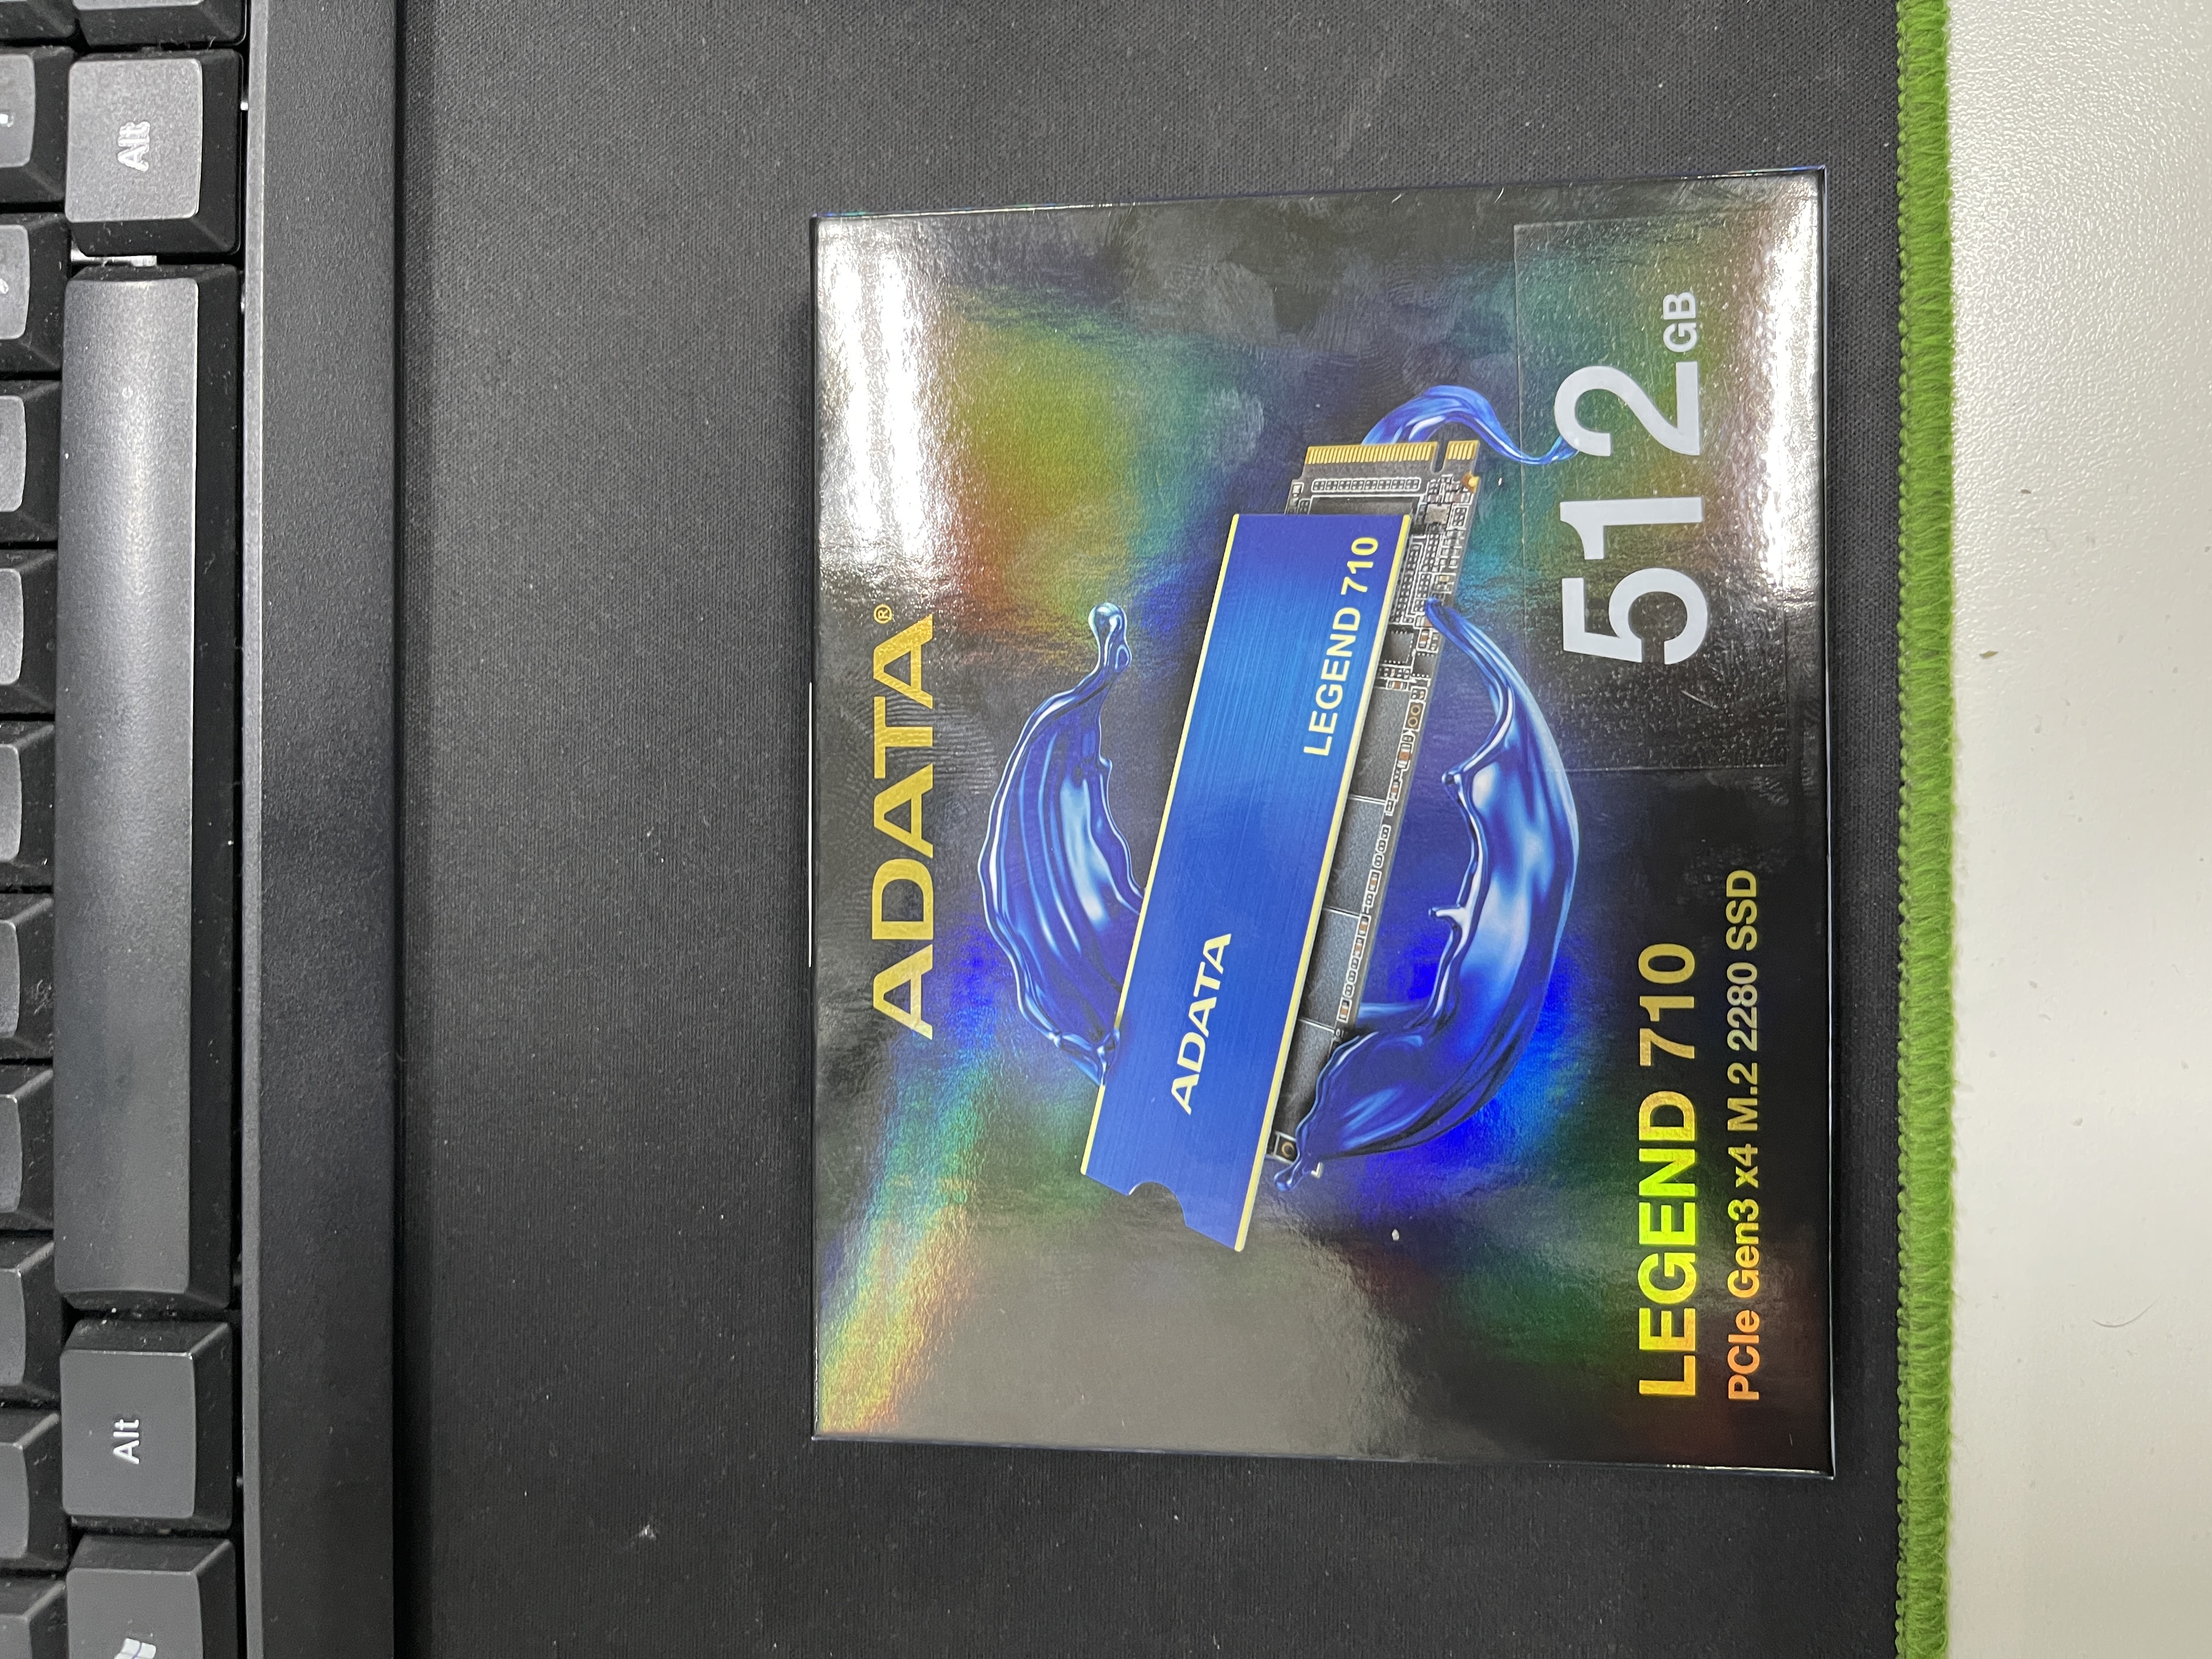 ADATA®
ADATA
LEGEND 710
LEGEND 710
PCIe Gen3 x4 M.2 2280 SSD
512GB
Alt
Alt